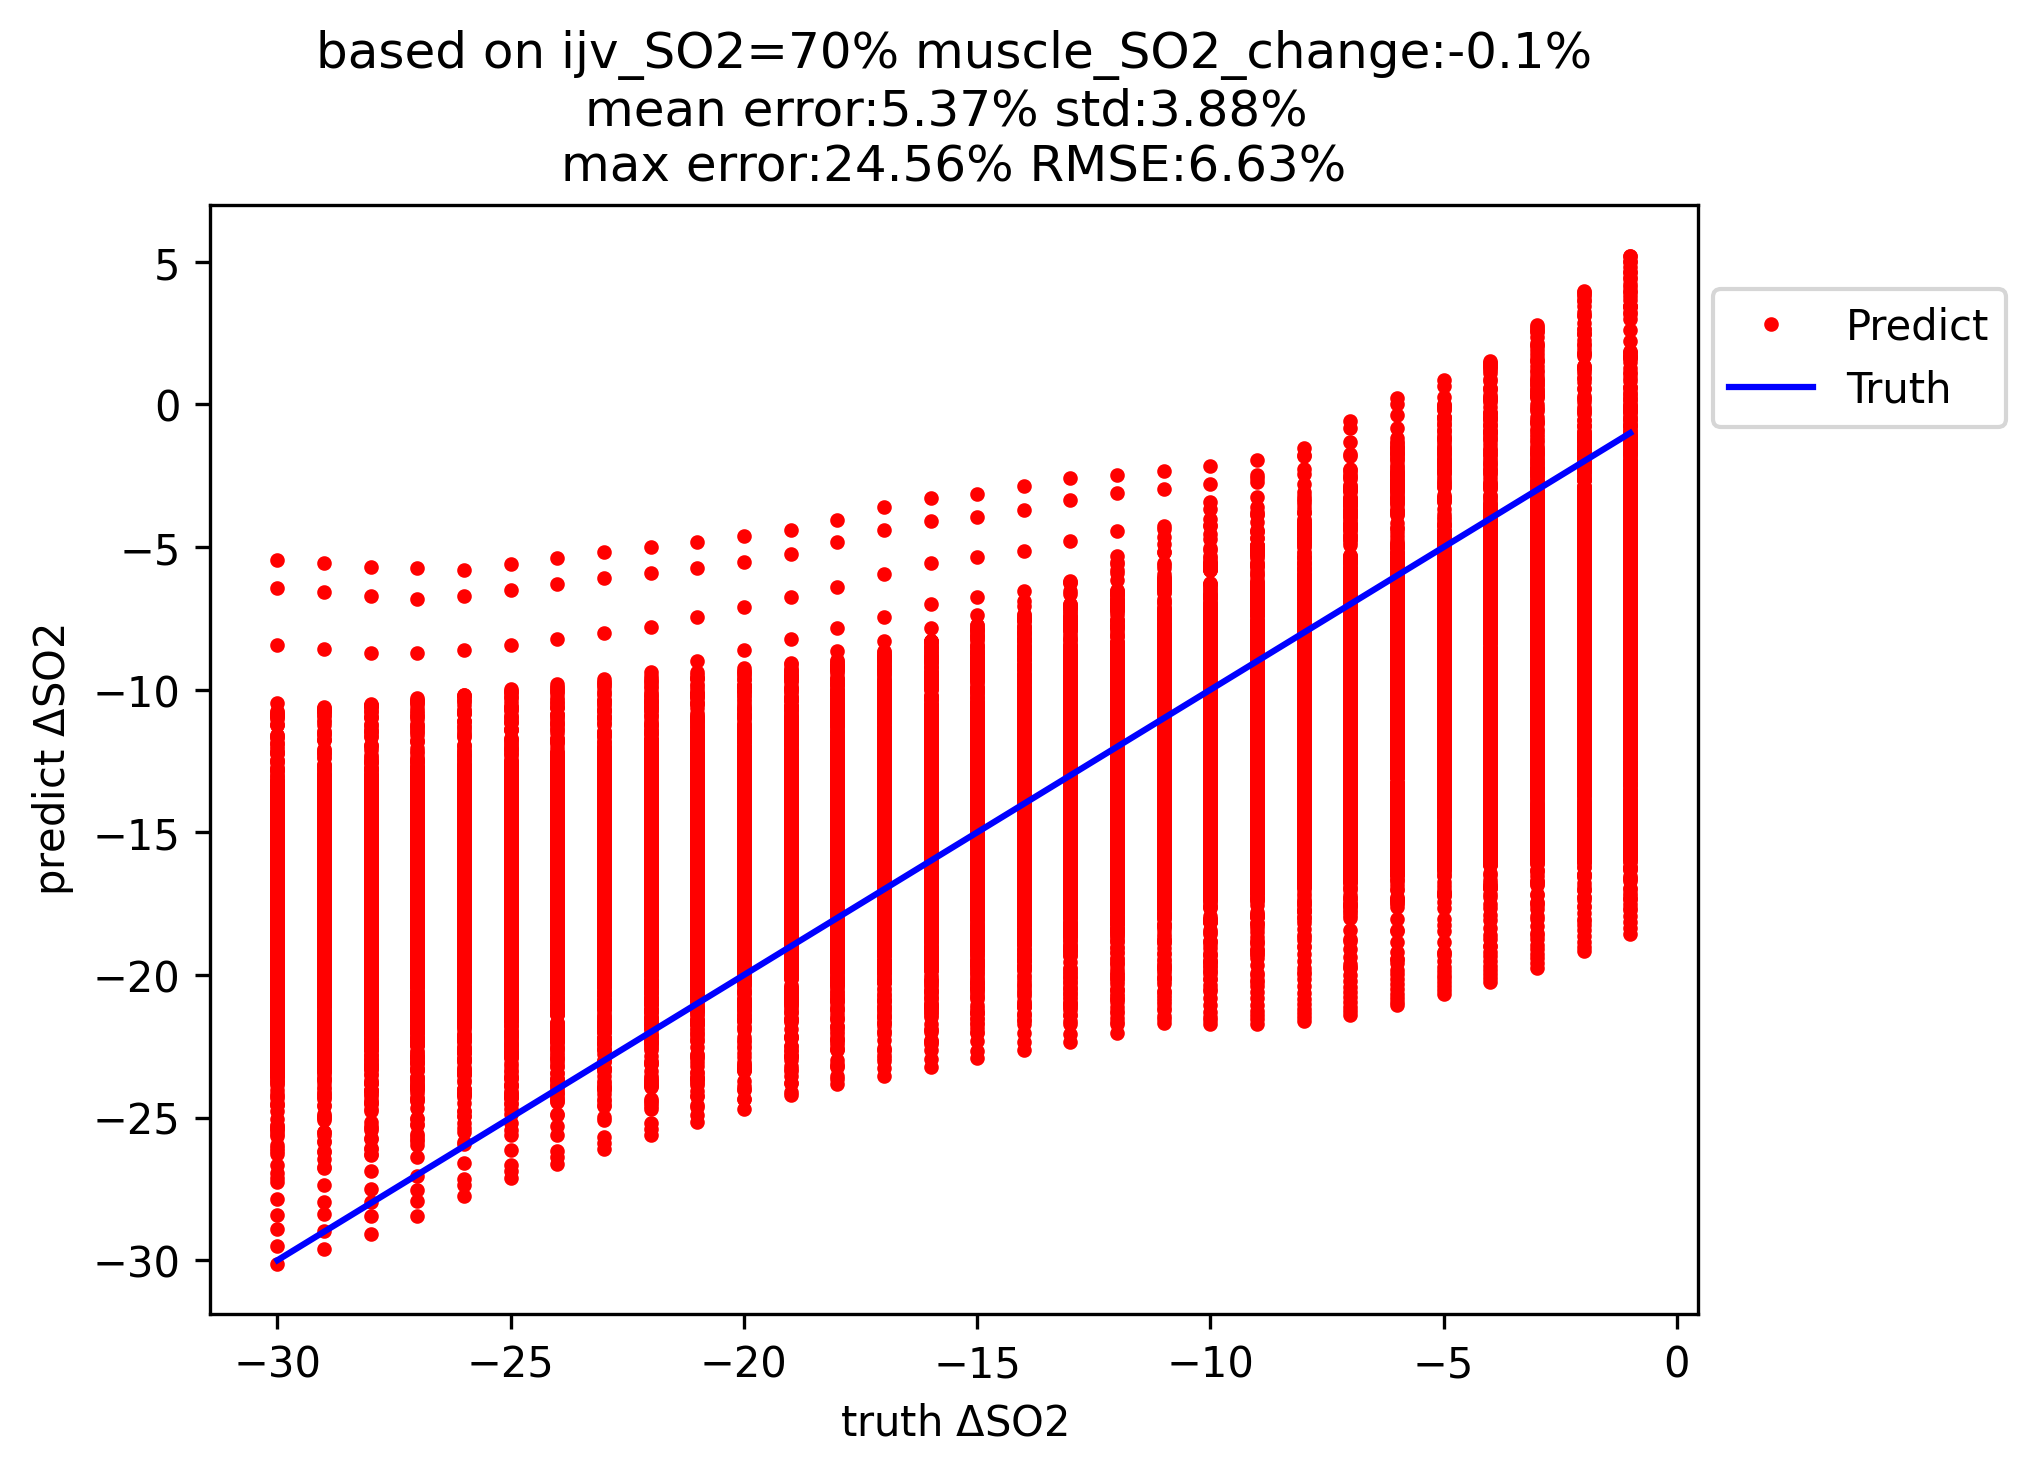 based on ijv_SO2=70% muscle_SO2_change:-0.1%
mean error:5.37% std:3.88%
max error:24.56% RMSE:6.63%
5
0
−5
−10
−15
−20
−25
−30
predict ΔSO2
−30
−25
−20
−15
−10
−5
0
truth ΔSO2
Predict
Truth